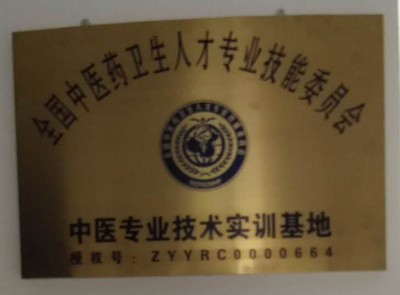 全国中医药卫生人才专业技能委员会
中医专业技术实训基地
授权号：ZYYRC0000664